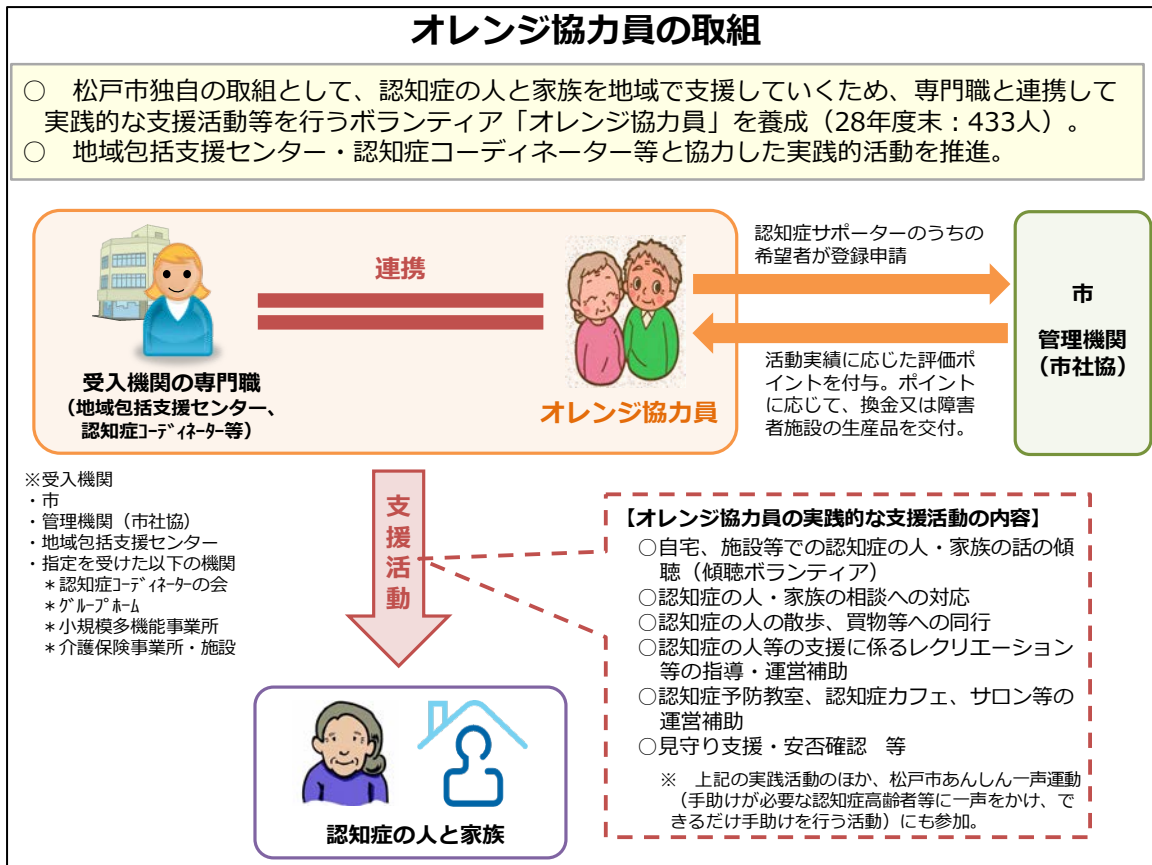 オレンジ協力員の取組
○　松戸市独自の取組として、認知症の人と家族を地域で支援していくため、専門職と連携して
実践的な支援活動等を行うボランティア「オレンジ協力員」を養成（28年度末：433人）。
○　地域包括支援センター・認知症コーディネーター等と協力した実践的活動を推進。
連携
受入機関の専門職
（地域包括支援センター、
認知症ｺｰﾃﾞｨﾈｰﾀｰ等）
オレンジ協力員
認知症サポーターのうちの
希望者が登録申請
活動実績に応じた評価ポ
イントを付与。ポイント
に応じて、換金又は障害
者施設の生産品を交付。
市
管理機関
（市社協）
※受入機関
・市
・管理機関（市社協）
・地域包括支援センター
・指定を受けた以下の機関
＊認知症ｺｰﾃﾞｨﾈｰﾀｰの会
＊ｸﾞﾙｰﾌﾟﾎｰﾑ
＊小規模多機能事業所
＊介護保険事業所・施設
支援活動
【オレンジ協力員の実践的な支援活動の内容】
○自宅、施設等での認知症の人・家族の話の傾
聴（傾聴ボランティア）
○認知症の人・家族の相談への対応
○認知症の人の散歩、買物等への同行
○認知症の人等の支援に係るレクリエーション
等の指導・運営補助
○認知症予防教室、認知症カフェ、サロン等の
運営補助
○見守り支援・安否確認　等
※　上記の実践活動のほか、松戸市あんしん一声運動
（手助けが必要な認知症高齢者等に一声をかけ、で
きるだけ手助けを行う活動）にも参加。
認知症の人と家族